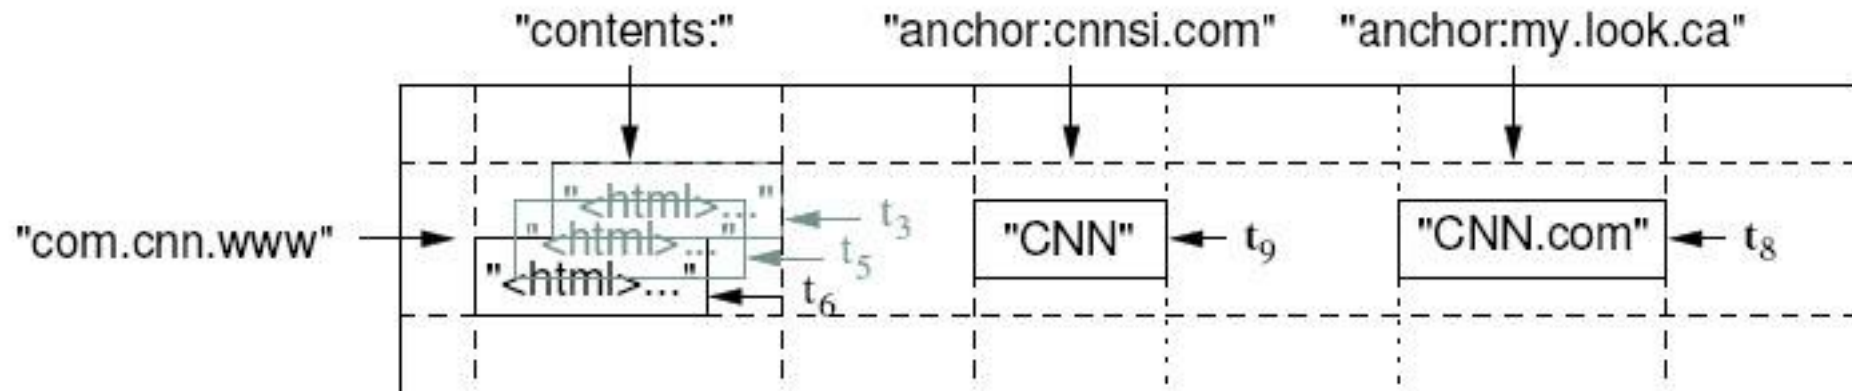 "contents:" "anchor:cnnsi.com" "anchor:my.look.ca"
"<html>..." t3
"com.cnn.www" "<html>..." t5 "CNN" t9 "CNN.com" t8
"<html>..." t6